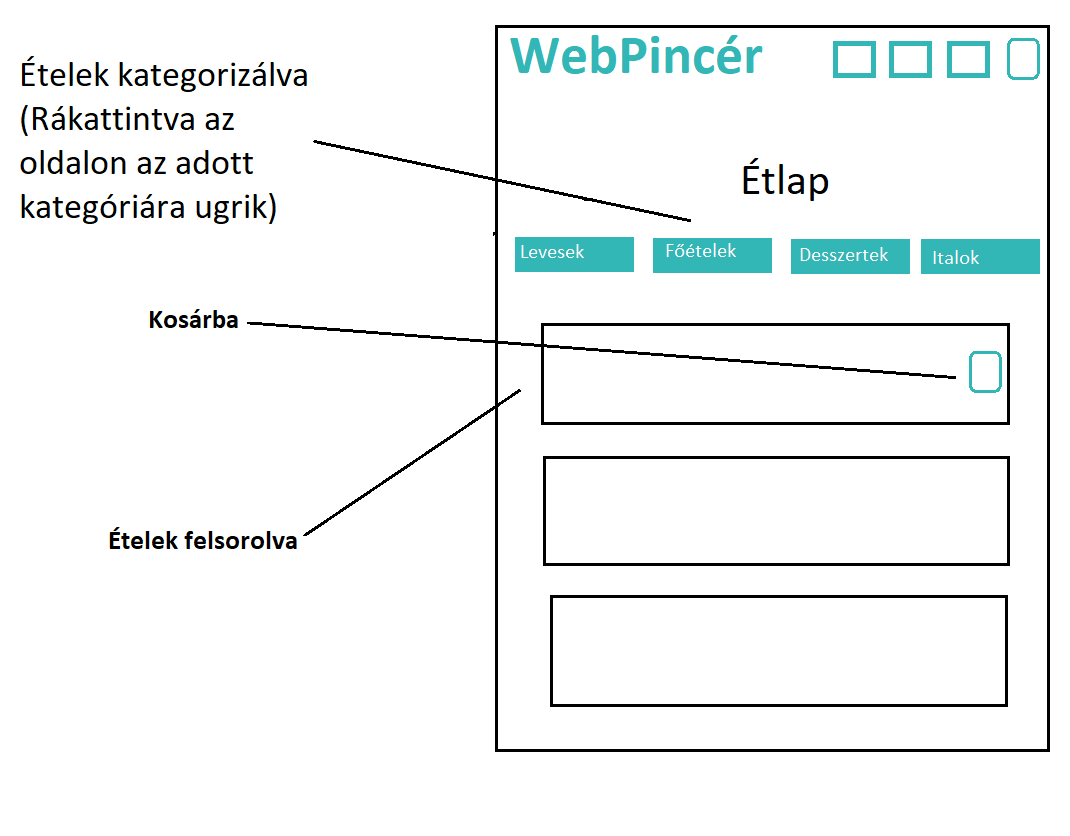 WebPincér
Ételek kategorizálva
(Rákattintva az
oldalon az adott
kategóriára ugrik)
Étlap
Levesek
Főételek
Desszertek
Italok
Kosárba
Ételek felsorolva